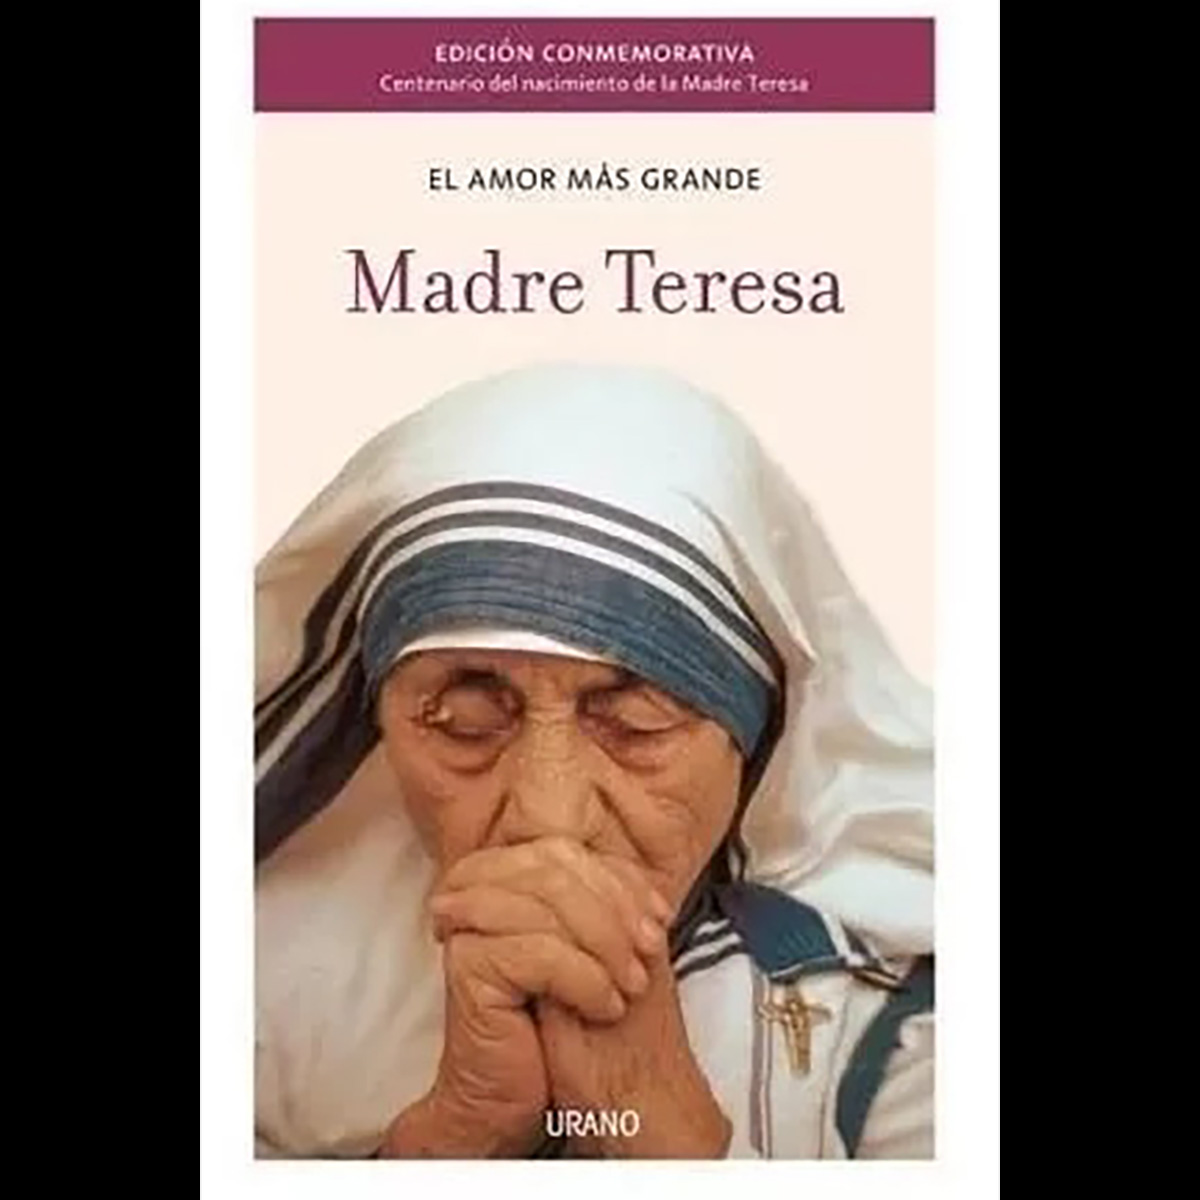 EDICIÓN CONMEMORATIVA
Centenario del nacimiento de la Madre Teresa
EL AMOR MÁS GRANDE
Madre Teresa
URANO